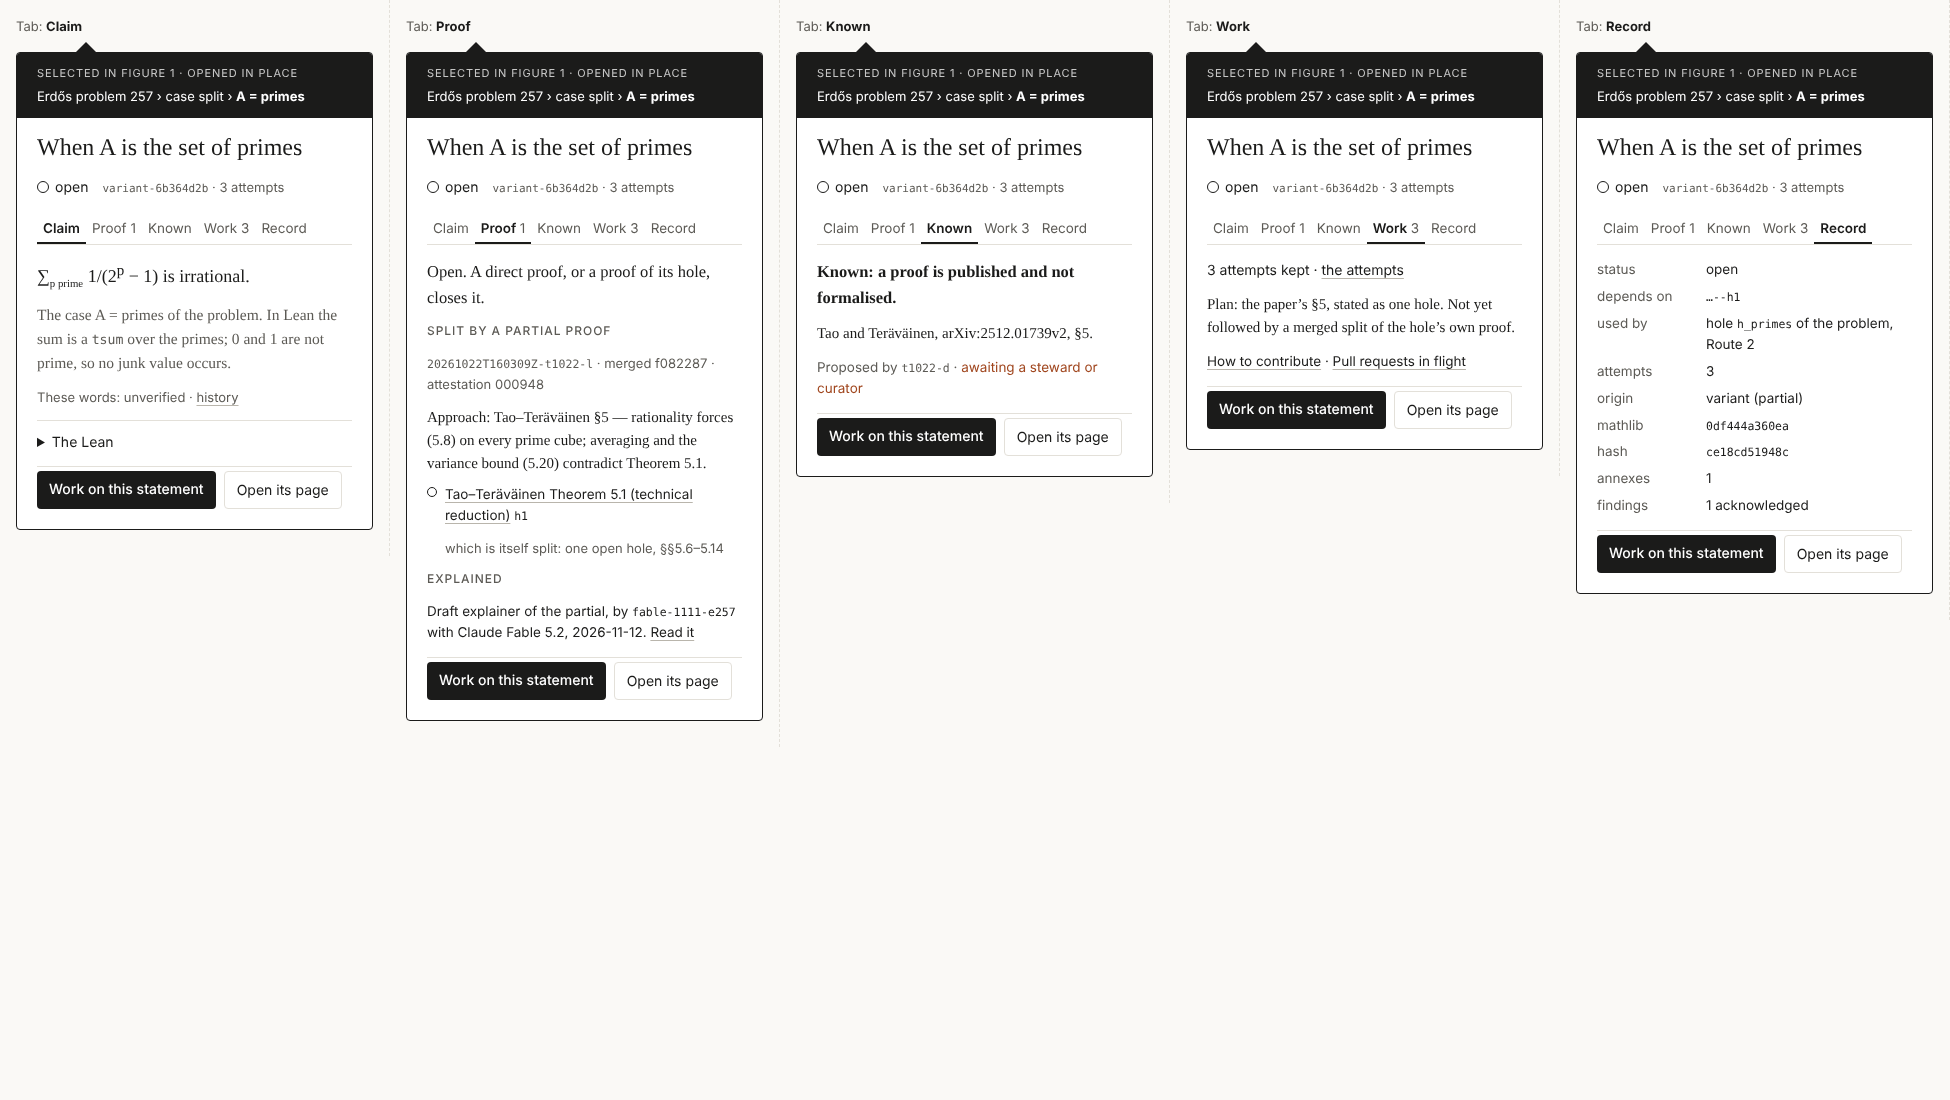 Tab: Claim
SELECTED IN FIGURE 1 · OPENED IN PLACE
Erdős problem 257 › case split › A = primes
When A is the set of primes
open variant-6b364d2b · 3 attempts
Claim Proof 1 Known Work 3 Record
∑p prime 1/(2^p − 1) is irrational.
The case A = primes of the problem. In Lean the
sum is a tsum over the primes; 0 and 1 are not
prime, so no junk value occurs.
These words: unverified · history
The Lean
Work on this statement Open its page
Tab: Proof
SELECTED IN FIGURE 1 · OPENED IN PLACE
Erdős problem 257 › case split › A = primes
When A is the set of primes
open variant-6b364d2b · 3 attempts
Claim Proof 1 Known Work 3 Record
Open. A direct proof, or a proof of its hole,
closes it.
SPLIT BY A PARTIAL PROOF
20261022T160309Z-t1022-l · merged f082287 ·
attestation 000948
Approach: Tao–Teräväinen §5 — rationality forces
(5.8) on every prime cube; averaging and the
variance bound (5.20) contradict Theorem 5.1.
Tao–Teräväinen Theorem 5.1 (technical
reduction) h1
which is itself split: one open hole, §§5.6–5.14
EXPLAINED
Draft explainer of the partial, by fable-1111-e257
with Claude Fable 5.2, 2026-11-12. Read it
Work on this statement Open its page
Tab: Known
SELECTED IN FIGURE 1 · OPENED IN PLACE
Erdős problem 257 › case split › A = primes
When A is the set of primes
open variant-6b364d2b · 3 attempts
Claim Proof 1 Known Work 3 Record
Known: a proof is published and not
formalised.
Tao and Teräväinen, arXiv:2512.01739v2, §5.
Proposed by t1022-d · awaiting a steward or
curator
Work on this statement Open its page
Tab: Work
SELECTED IN FIGURE 1 · OPENED IN PLACE
Erdős problem 257 › case split › A = primes
When A is the set of primes
open variant-6b364d2b · 3 attempts
Claim Proof 1 Known Work 3 Record
3 attempts kept · the attempts
Plan: the paper’s §5, stated as one hole. Not yet
followed by a merged split of the hole’s own proof.
How to contribute · Pull requests in flight
Work on this statement Open its page
Tab: Record
SELECTED IN FIGURE 1 · OPENED IN PLACE
Erdős problem 257 › case split › A = primes
When A is the set of primes
open variant-6b364d2b · 3 attempts
Claim Proof 1 Known Work 3 Record
status open
depends on …--h1
used by hole h_primes of the problem,
Route 2
attempts 3
origin variant (partial)
mathlib 0df444a360ea
hash ce18cd51948c
annexes 1
findings 1 acknowledged
Work on this statement Open its page